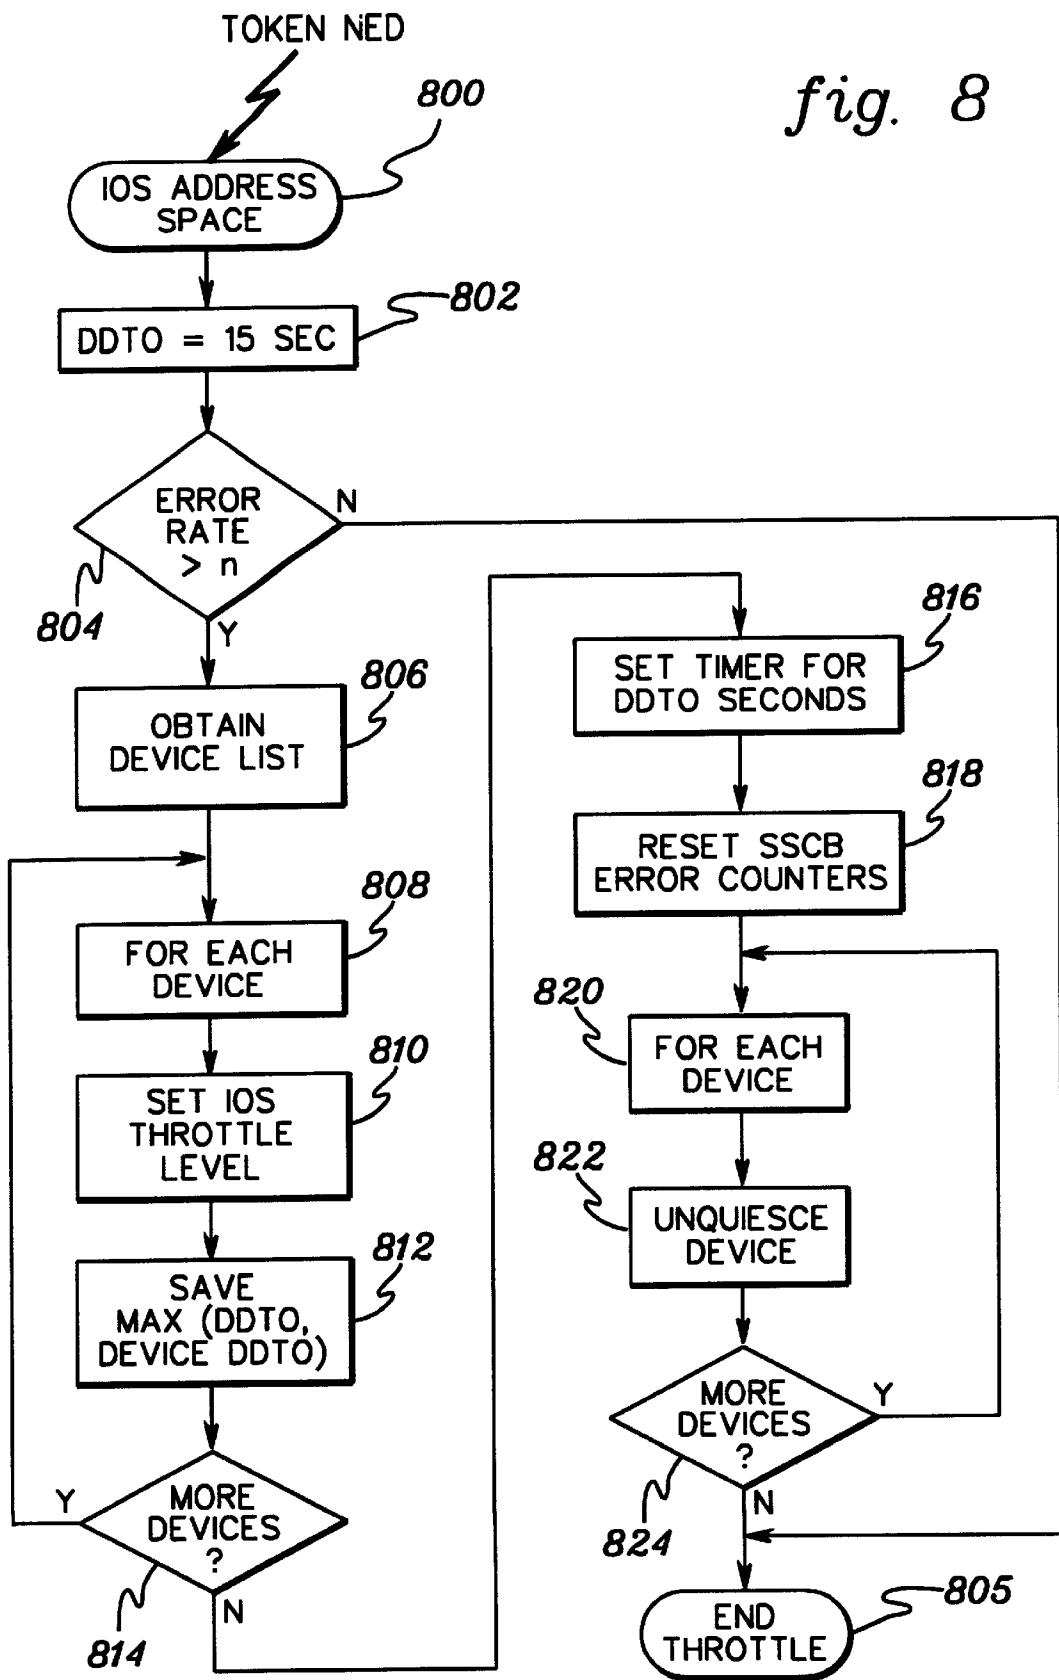 TOKEN NED
fig. 8
800
IOS ADDRESS
SPACE
802
DDTO = 15 SEC
ERROR
RATE
> n
N
804
Y
806
OBTAIN
DEVICE LIST
808
FOR EACH
DEVICE
810
SET IOS
THROTTLE
LEVEL
812
SAVE
MAX (DDTO,
DEVICE DDTO)
Y
MORE
DEVICES
?
N
814
816
SET TIMER FOR
DDTO SECONDS
818
RESET SSCB
ERROR COUNTERS
820
FOR EACH
DEVICE
822
UNQUIESCE
DEVICE
MORE
DEVICES
?
Y
N
824
805
END
THROTTLE